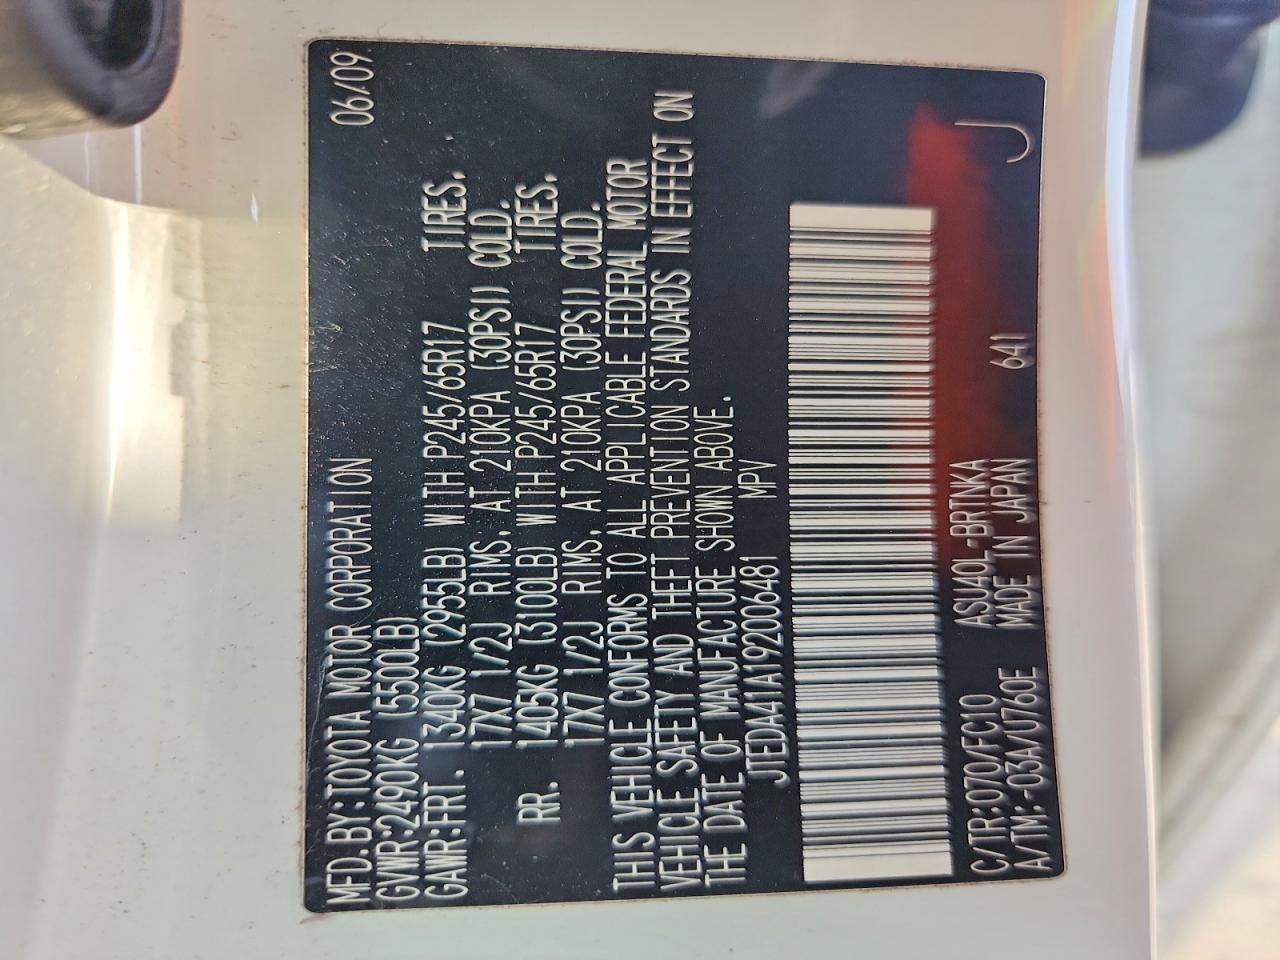 MFD.BY:TOYOTA MOTOR CORPORATION 06/09
GVWR:2490KG (5500LB)
GAWR:FRT. 1340KG (2955LB) WITH P245/65R17 TIRES,
17X7 1/2J RIMS, AT 210KPA (30PSI) COLD.
RR. 1405KG (3100LB) WITH P245/65R17 TIRES,
17X7 1/2J RIMS, AT 210KPA (30PSI) COLD.
THIS VEHICLE CONFORMS TO ALL APPLICABLE FEDERAL MOTOR
VEHICLE SAFETY AND THEFT PREVENTION STANDARDS IN EFFECT ON
THE DATE OF MANUFACTURE SHOWN ABOVE.
JTEDA41A192006481 MPV
C/TR:070/FC10 ASU40L-BRTNKA J
A/TM:-03A/U760E MADE IN JAPAN 641